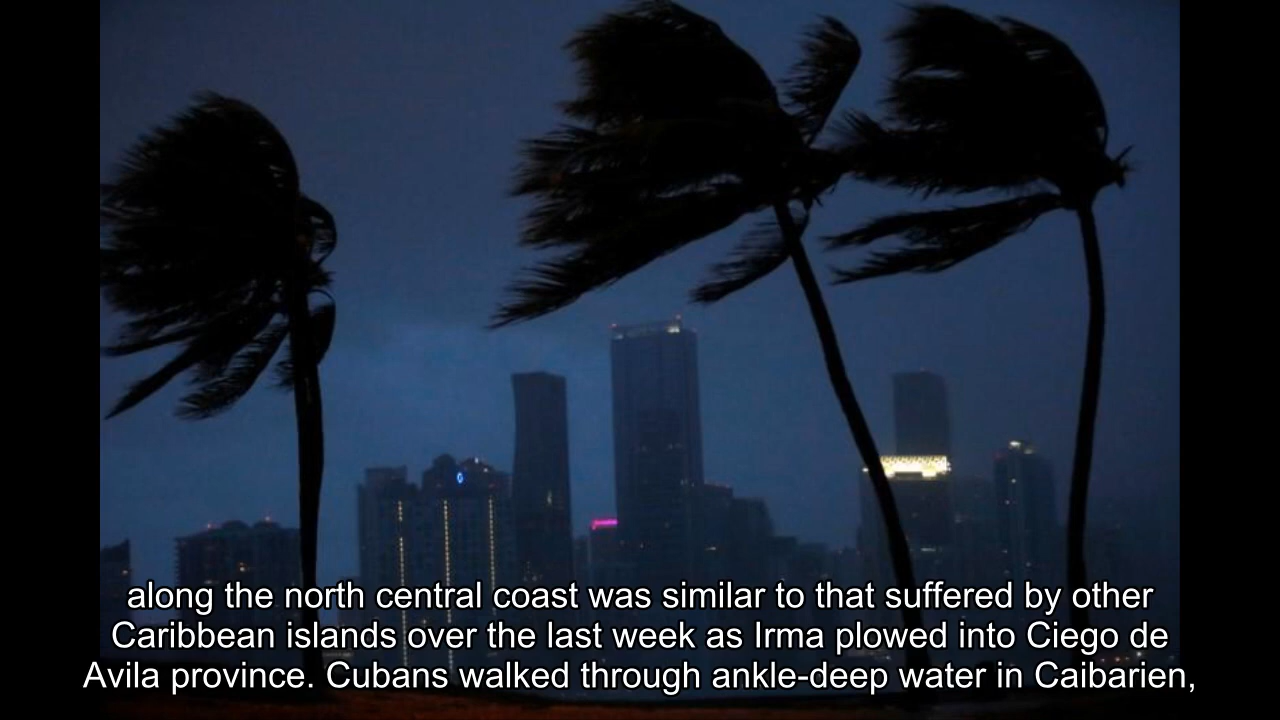 along the north central coast was similar to that suffered by other
Caribbean islands over the last week as Irma plowed into Ciego de
Avila province. Cubans walked through ankle-deep water in Caibarien,